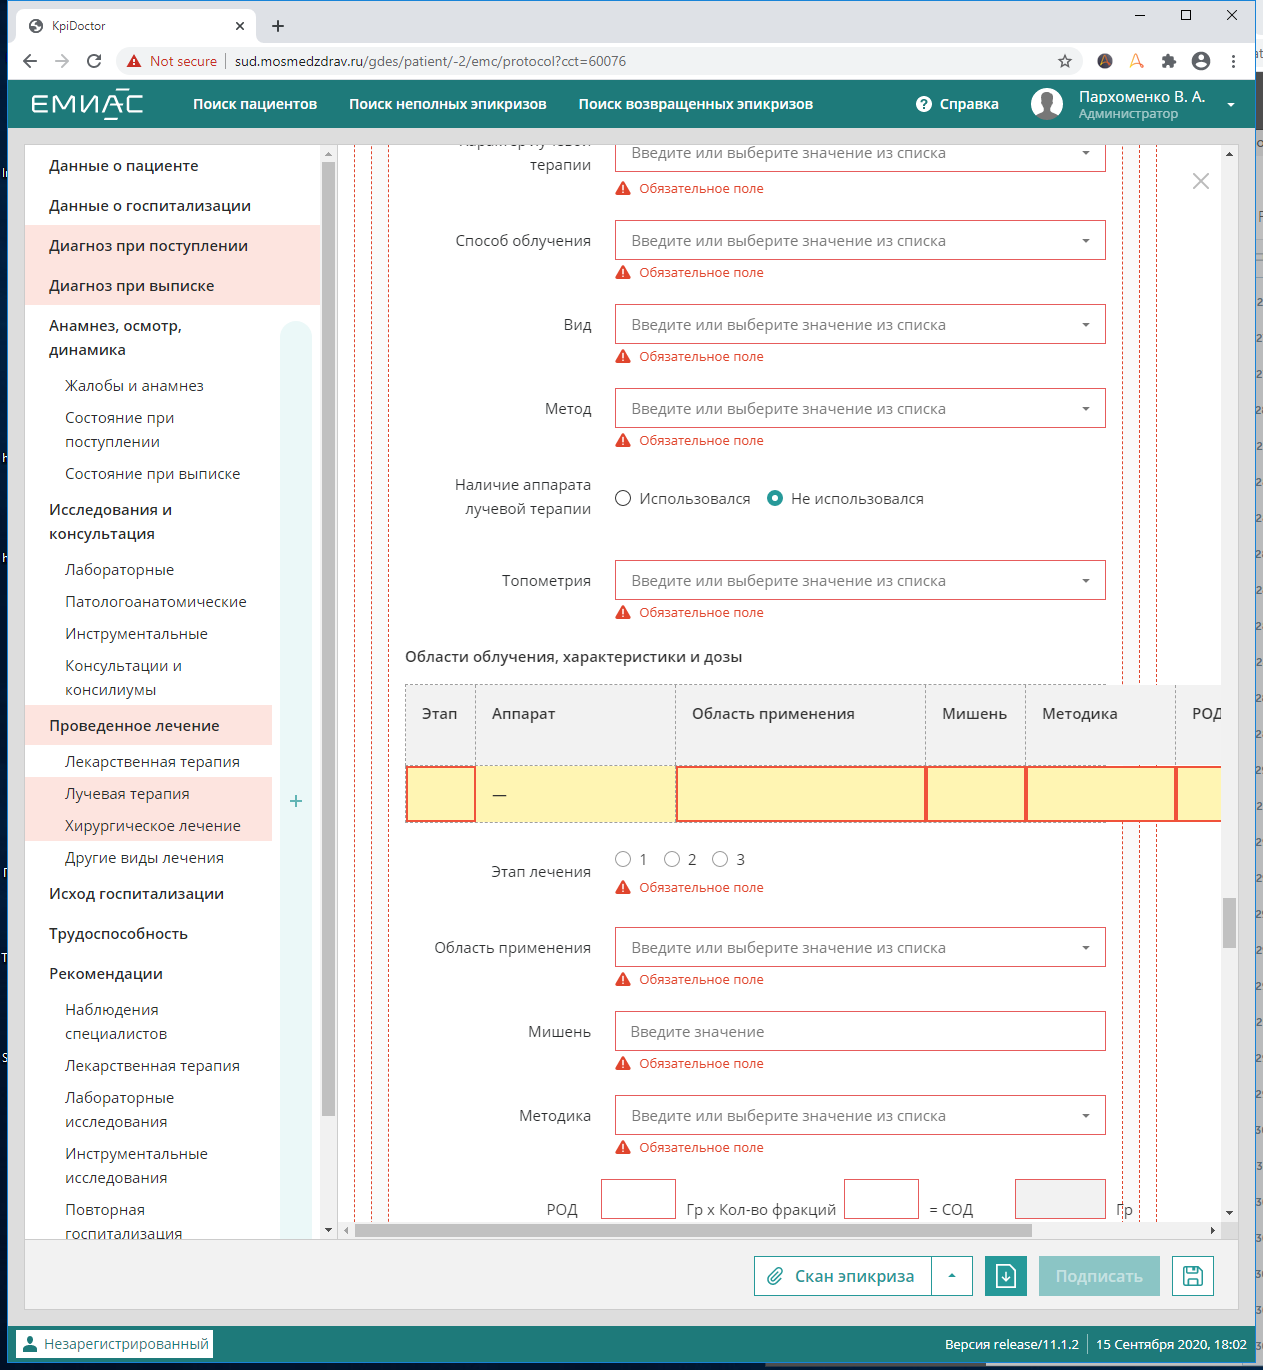 KpiDoctor
Not secure
sud.mosmedzdrav.ru/gdes/patient/-2/emc/protocol?cct=60076
ЕМИАС
Поиск пациентов
Поиск неполных эпикризов
Поиск возвращенных эпикризов
Справка
Пархоменко В. А.
Администратор
Данные о пациенте
Данные о госпитализации
Диагноз при поступлении
Диагноз при выписке
Анамнез, осмотр,
динамика
Жалобы и анамнез
Состояние при
поступлении
Состояние при выписке
Исследования и
консультация
Лабораторные
Патологоанатомические
Инструментальные
Консультации и
консилиумы
Проведенное лечение
Лекарственная терапия
Лучевая терапия
Хирургическое лечение
Другие виды лечения
Исход госпитализации
Трудоспособность
Рекомендации
Наблюдения
специалистов
Лекарственная терапия
Лабораторные
исследования
Инструментальные
исследования
Повторная
госпитализация
Характер лучевой
терапии
Введите или выберите значение из списка
Обязательное поле
Способ облучения
Введите или выберите значение из списка
Обязательное поле
Вид
Введите или выберите значение из списка
Обязательное поле
Метод
Введите или выберите значение из списка
Обязательное поле
Наличие аппарата
лучевой терапии
Использовался
Не использовался
Топометрия
Введите или выберите значение из списка
Обязательное поле
Области облучения, характеристики и дозы
Этап Аппарат Область применения Мишень Методика РОД
—
Этап лечения
1 2 3
Обязательное поле
Область применения
Введите или выберите значение из списка
Обязательное поле
Мишень
Введите значение
Обязательное поле
Методика
Введите или выберите значение из списка
Обязательное поле
РОД Гр x Кол-во фракций = СОД Гр
Скан эпикриза
Подписать
Незарегистрированный
Версия release/11.1.2
15 Сентября 2020, 18:02